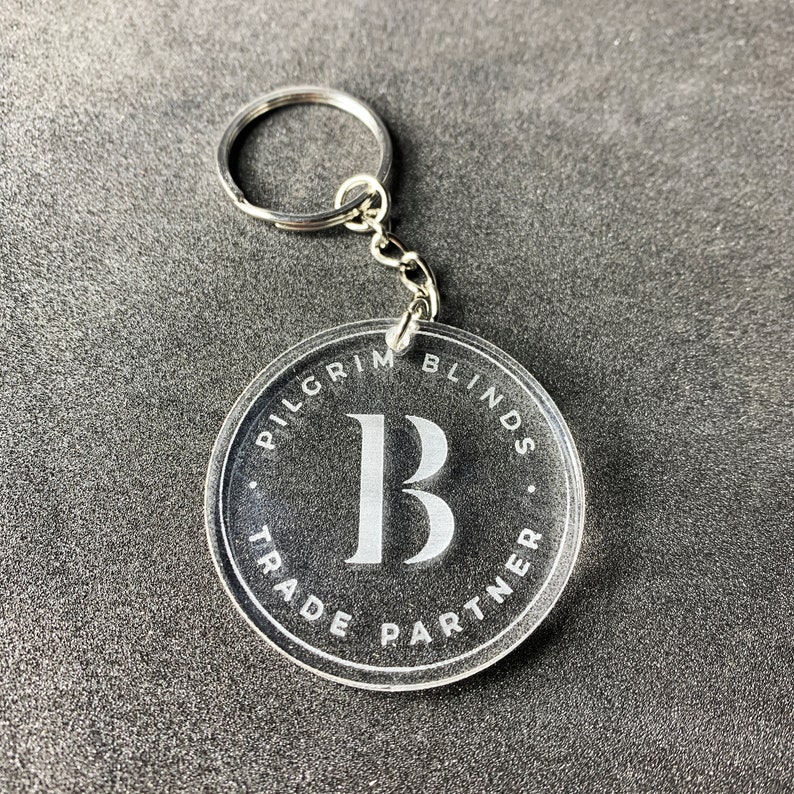 PILGRIM BLINDS
B
• TRADE PARTNER •